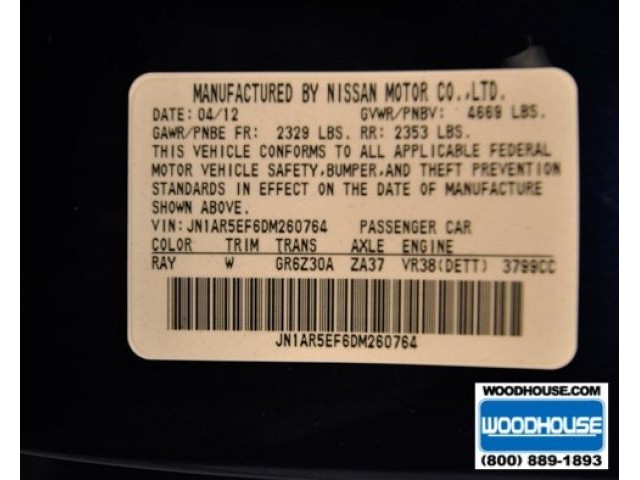 MANUFACTURED BY NISSAN MOTOR CO.,LTD.
DATE: 04/12 GVWR/PNBV: 4669 LBS.
GAWR/PNBE FR: 2329 LBS. RR: 2353 LBS.
THIS VEHICLE CONFORMS TO ALL APPLICABLE FEDERAL
MOTOR VEHICLE SAFETY,BUMPER,AND THEFT PREVENTION
STANDARDS IN EFFECT ON THE DATE OF MANUFACTURE
SHOWN ABOVE.
VIN: JN1AR5EF6DM260764 PASSENGER CAR
COLOR TRIM TRANS AXLE ENGINE
RAY W GR6Z30A ZA37 VR38(DETT) 3799CC
JN1AR5EF6DM260764
WOODHOUSE.COM
WOODHOUSE
(800) 889-1893